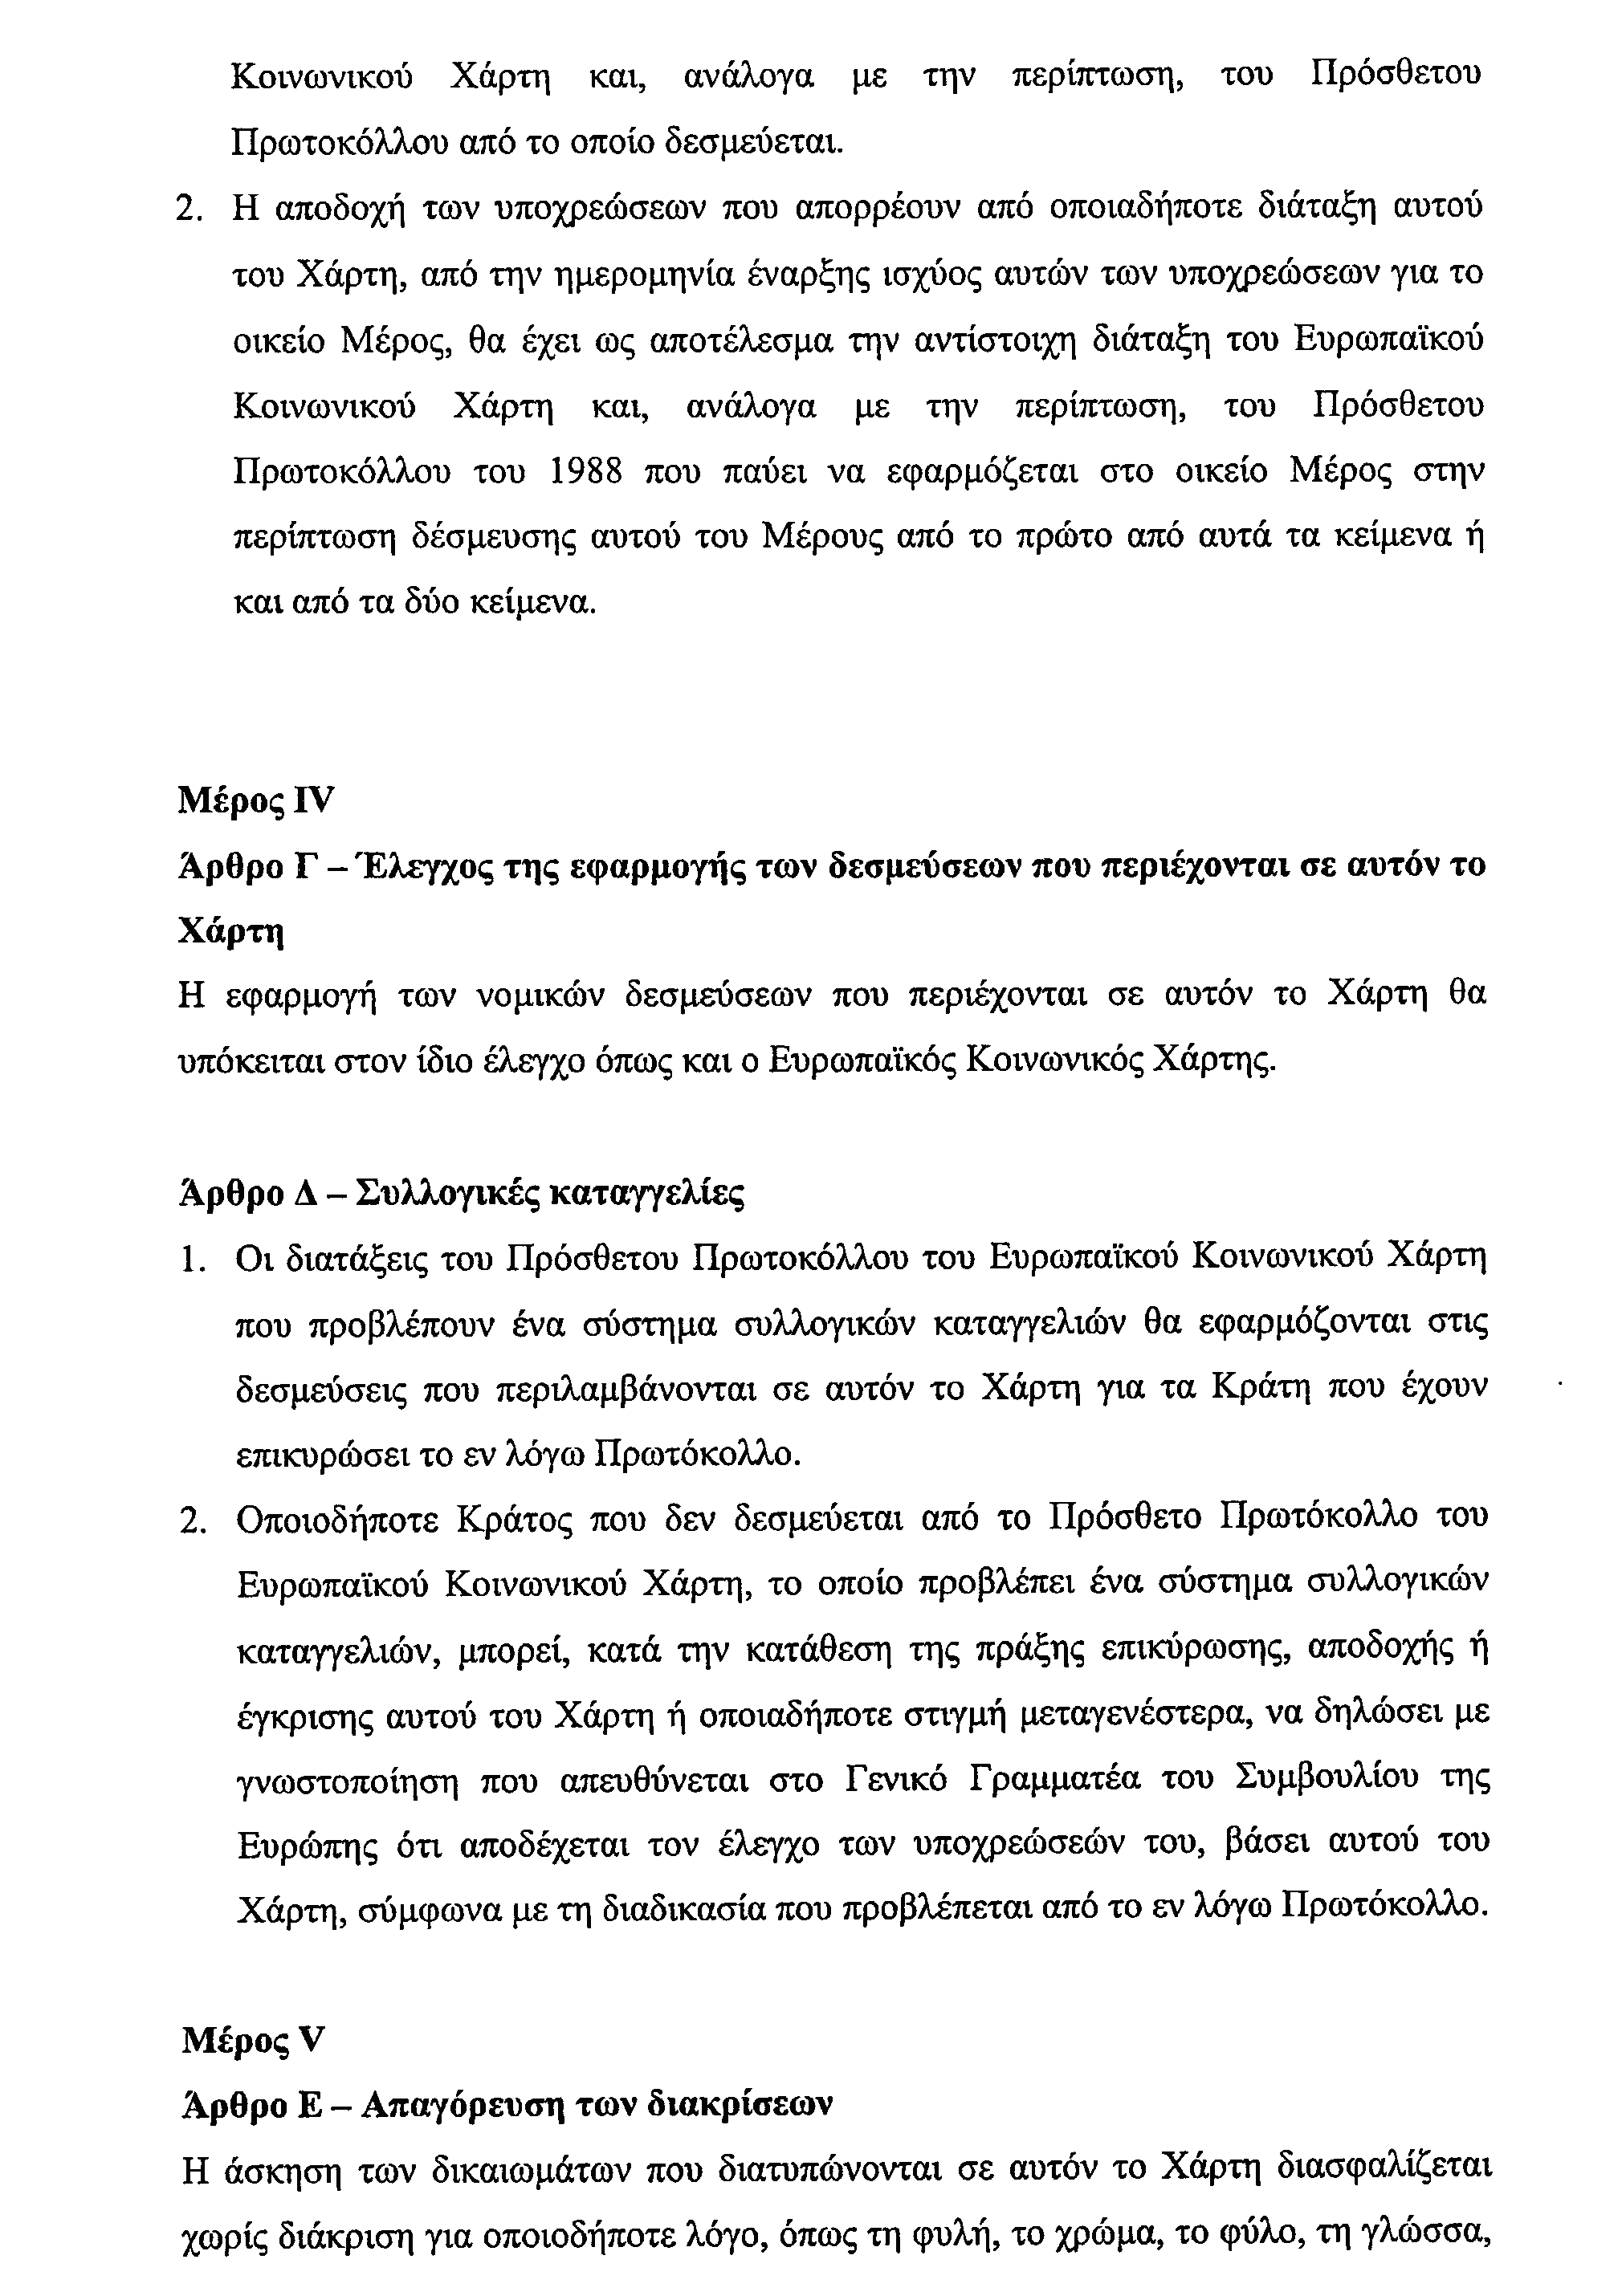 Κοινωνικού Χάρτη και, ανάλογα με την περίπτωση, του Πρόσθετου
Πρωτοκόλλου από το οποίο δεσμεύεται.
2. Η αποδοχή των υποχρεώσεων που απορρέουν από οποιαδήποτε διάταξη αυτού
του Χάρτη, από την ημερομηνία έναρξης ισχύος αυτών των υποχρεώσεων για το
οικείο Μέρος, θα έχει ως αποτέλεσμα την αντίστοιχη διάταξη του Ευρωπαϊκού
Κοινωνικού Χάρτη και, ανάλογα με την περίπτωση, του Πρόσθετου
Πρωτοκόλλου του 1988 που παύει να εφαρμόζεται στο οικείο Μέρος στην
περίπτωση δέσμευσης αυτού του Μέρους από το πρώτο από αυτά τα κείμενα ή
και από τα δύο κείμενα.
Μέρος IV
Άρθρο Γ – Έλεγχος της εφαρμογής των δεσμεύσεων που περιέχονται σε αυτόν το
Χάρτη
Η εφαρμογή των νομικών δεσμεύσεων που περιέχονται σε αυτόν το Χάρτη θα
υπόκειται στον ίδιο έλεγχο όπως και ο Ευρωπαϊκός Κοινωνικός Χάρτης.
Άρθρο Δ – Συλλογικές καταγγελίες
1. Οι διατάξεις του Πρόσθετου Πρωτοκόλλου του Ευρωπαϊκού Κοινωνικού Χάρτη
που προβλέπουν ένα σύστημα συλλογικών καταγγελιών θα εφαρμόζονται στις
δεσμεύσεις που περιλαμβάνονται σε αυτόν το Χάρτη για τα Κράτη που έχουν
επικυρώσει το εν λόγω Πρωτόκολλο.
2. Οποιοδήποτε Κράτος που δεν δεσμεύεται από το Πρόσθετο Πρωτόκολλο του
Ευρωπαϊκού Κοινωνικού Χάρτη, το οποίο προβλέπει ένα σύστημα συλλογικών
καταγγελιών, μπορεί, κατά την κατάθεση της πράξης επικύρωσης, αποδοχής ή
έγκρισης αυτού του Χάρτη ή οποιαδήποτε στιγμή μεταγενέστερα, να δηλώσει με
γνωστοποίηση που απευθύνεται στο Γενικό Γραμματέα του Συμβουλίου της
Ευρώπης ότι αποδέχεται τον έλεγχο των υποχρεώσεών του, βάσει αυτού του
Χάρτη, σύμφωνα με τη διαδικασία που προβλέπεται από το εν λόγω Πρωτόκολλο.
Μέρος V
Άρθρο Ε – Απαγόρευση των διακρίσεων
Η άσκηση των δικαιωμάτων που διατυπώνονται σε αυτόν το Χάρτη διασφαλίζεται
χωρίς διάκριση για οποιοδήποτε λόγο, όπως τη φυλή, το χρώμα, το φύλο, τη γλώσσα,